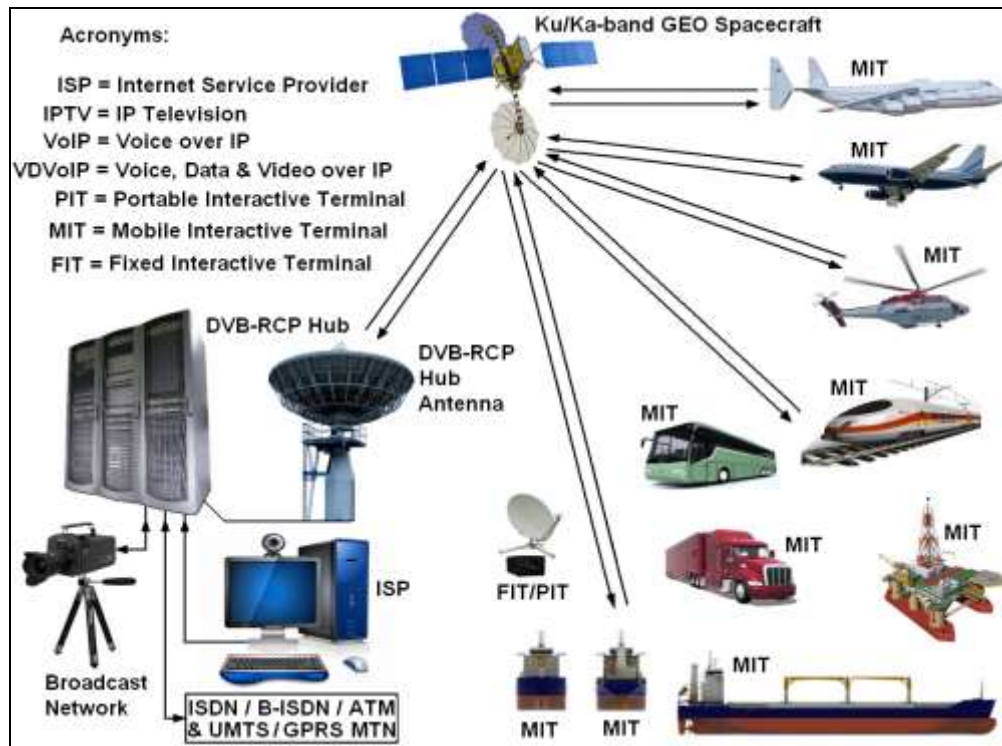 Acronyms:
ISP = Internet Service Provider
IPTV = IP Television
VoIP = Voice over IP
VDVoIP = Voice, Data & Video over IP
PIT = Portable Interactive Terminal
MIT = Mobile Interactive Terminal
FIT = Fixed Interactive Terminal
Ku/Ka-band GEO Spacecraft
MIT
MIT
MIT
DVB-RCP Hub
DVB-RCP
Hub
Antenna
MIT
MIT
FIT/PIT
MIT
MIT
ISP
Broadcast
Network
ISDN / B-ISDN / ATM
& UMTS / GPRS MTN
MIT
MIT
MIT